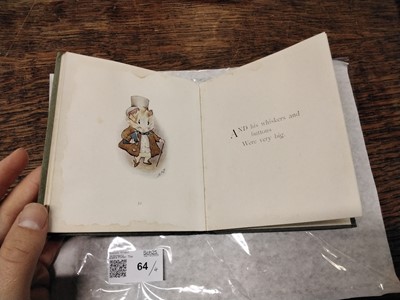 AND his whiskers and
buttons
Were very big.
64/